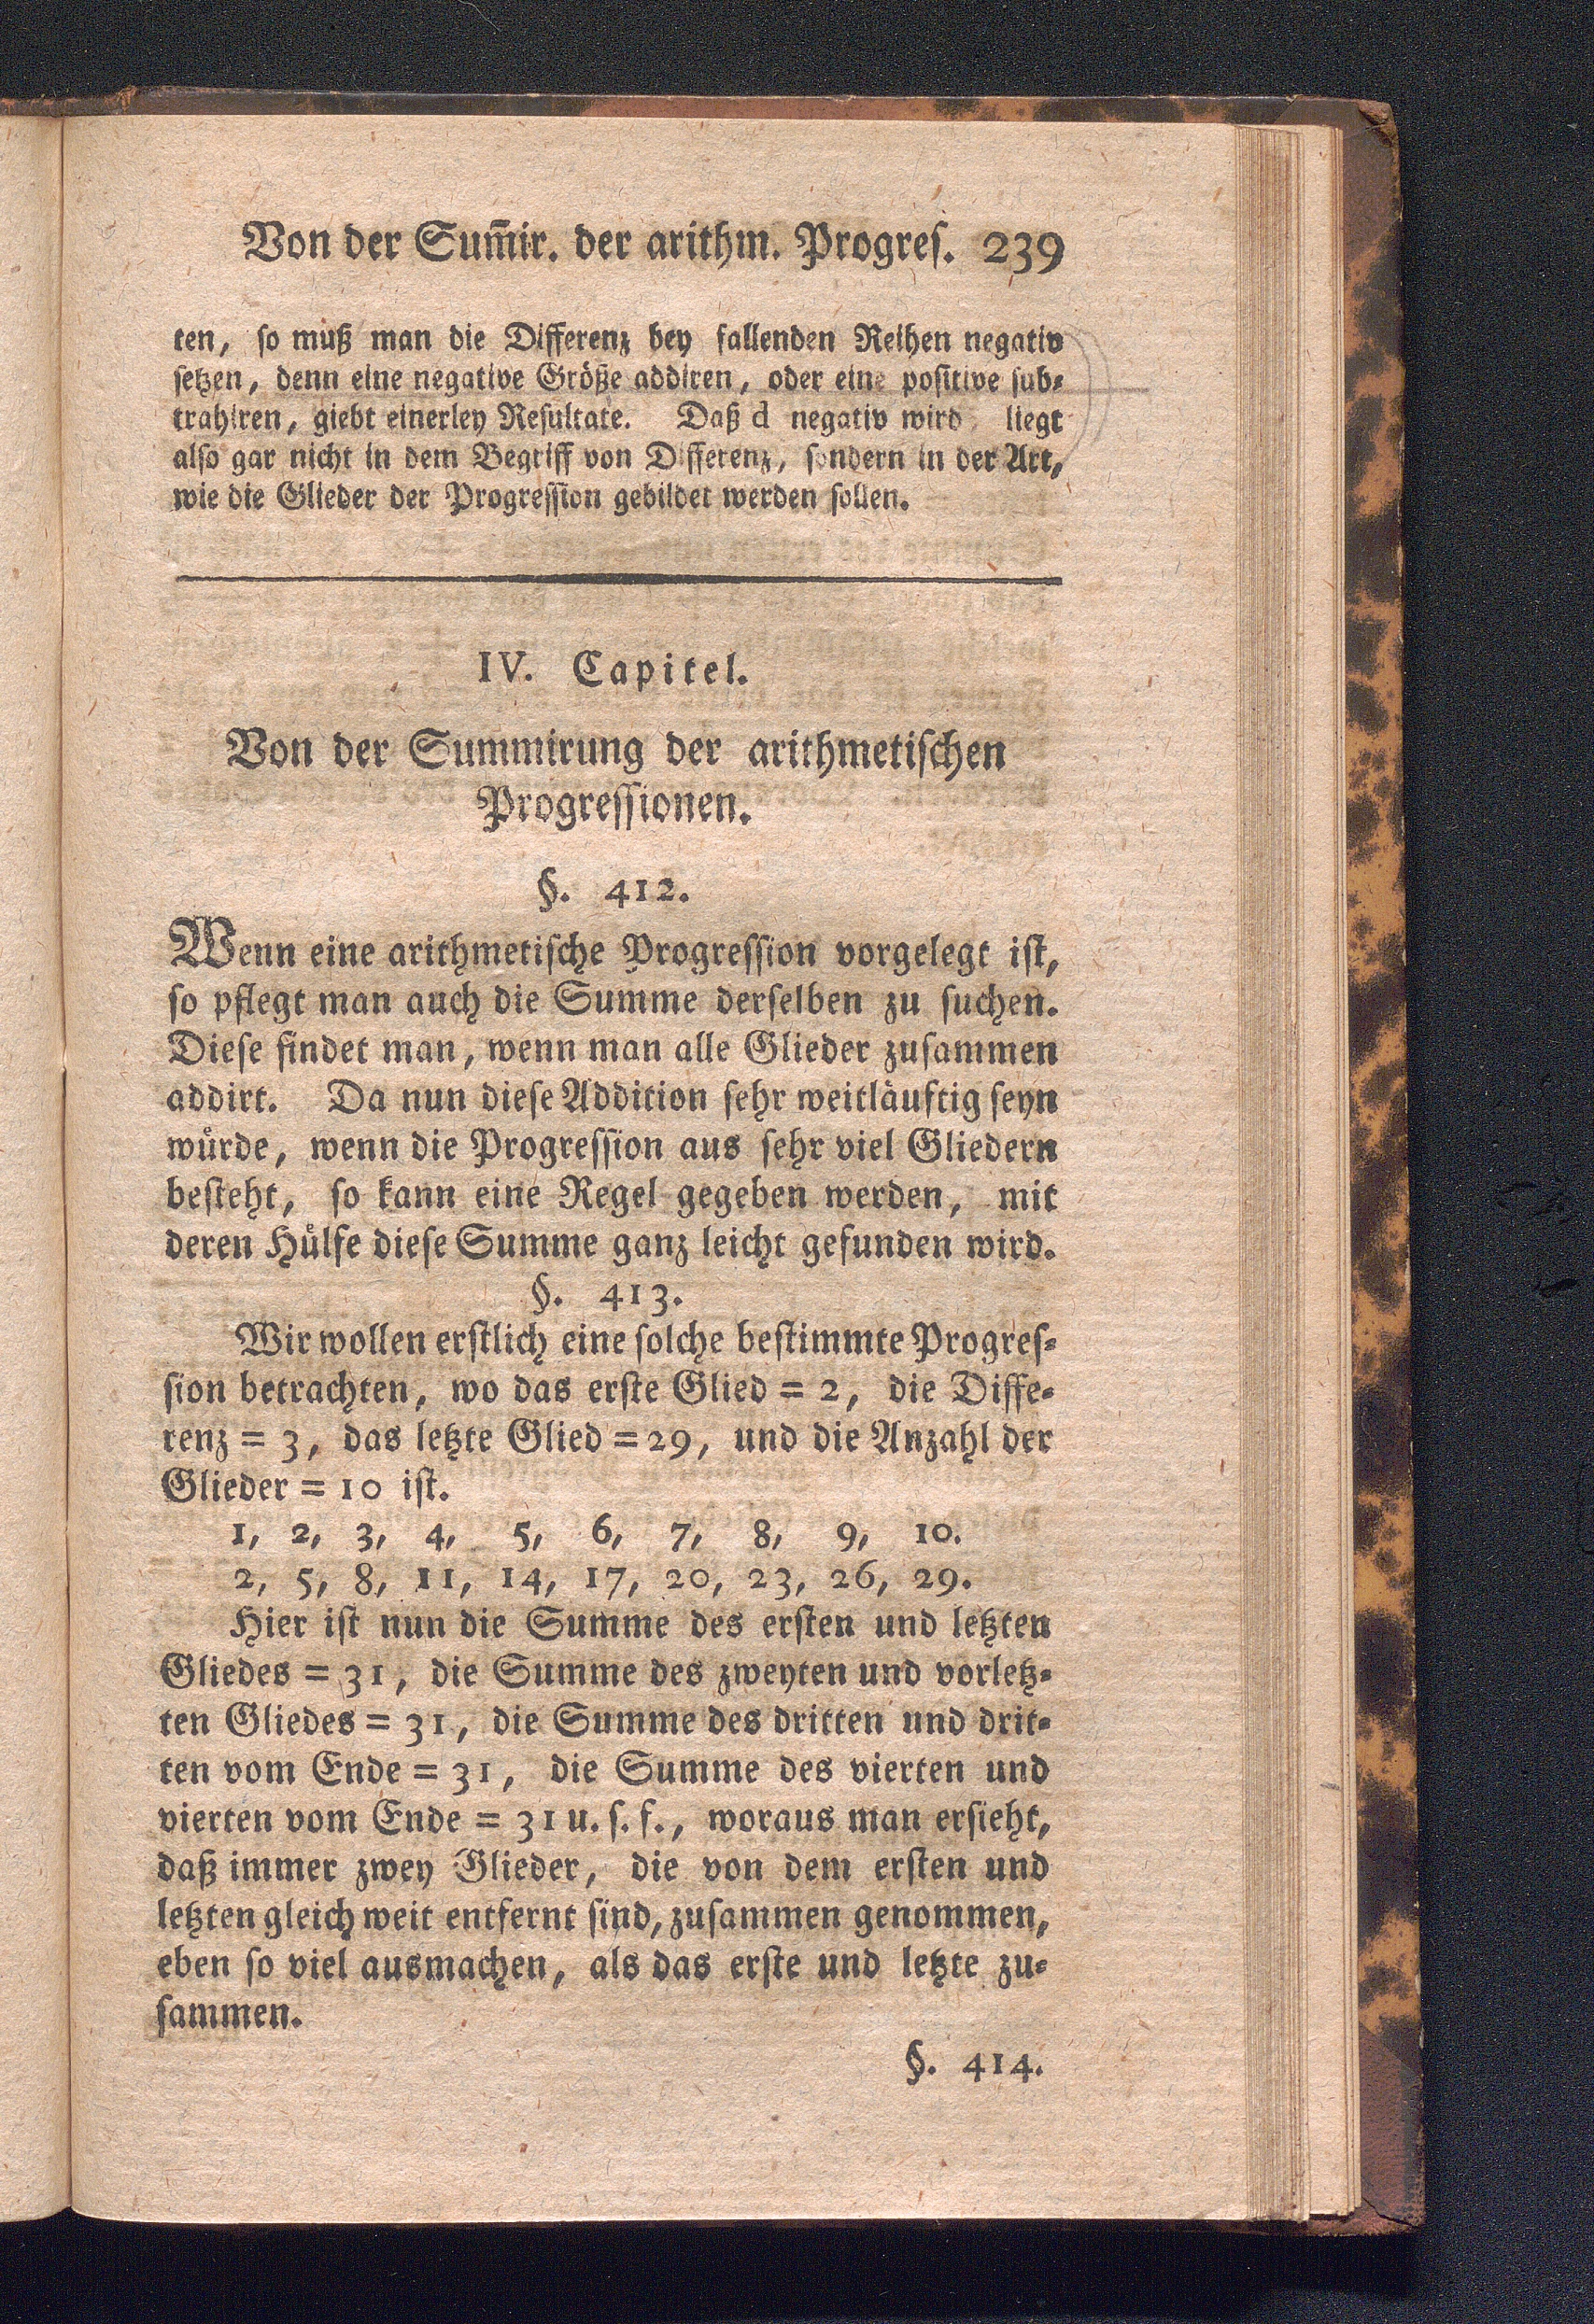 Von der Sum̄ir. der arithm. Progreſ. 239
ten, ſo muß man die Differenz bey fallenden Reihen negativ
ſetzen, denn eine negative Größe addiren, oder eine poſitive ſub⸗
trahiren, giebt einerley Reſultate. Daß d negativ wird, liegt
alſo gar nicht in dem Begriff von Differenz, ſondern in der Art,
wie die Glieder der Progreſſion gebildet werden ſollen.
IV. Capitel.
Von der Summirung der arithmetiſchen
Progreſſionen.
§. 412.
Wenn eine arithmetiſche Progreſſion vorgelegt iſt,
ſo pflegt man auch die Summe derſelben zu ſuchen.
Dieſe findet man, wenn man alle Glieder zuſammen
addirt. Da nun dieſe Addition ſehr weitläuftig ſeyn
würde, wenn die Progreſſion aus ſehr viel Gliedern
beſteht, ſo kann eine Regel gegeben werden, mit
deren Hülfe dieſe Summe ganz leicht gefunden wird.
§. 413.
Wir wollen erſtlich eine ſolche beſtimmte Progreſ⸗
ſion betrachten, wo das erſte Glied = 2, die Diffe⸗
renz = 3, das letzte Glied = 29, und die Anzahl der
Glieder = 10 iſt.
1, 2, 3, 4, 5, 6, 7, 8, 9, 10.
2, 5, 8, 11, 14, 17, 20, 23, 26, 29.
Hier iſt nun die Summe des erſten und letzten
Gliedes = 31, die Summe des zweyten und vorletz⸗
ten Gliedes = 31, die Summe des dritten und drit⸗
ten vom Ende = 31, die Summe des vierten und
vierten vom Ende = 31 u. ſ. f., woraus man erſieht,
daß immer zwey Glieder, die von dem erſten und
letzten gleich weit entfernt ſind, zuſammen genommen,
eben ſo viel ausmachen, als das erſte und letzte zu⸗
ſammen.
§. 414.